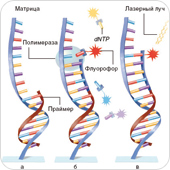 Матрица
Лазерный луч
Полимераза
dNTP
Флуорофор
Праймер
а
б
в